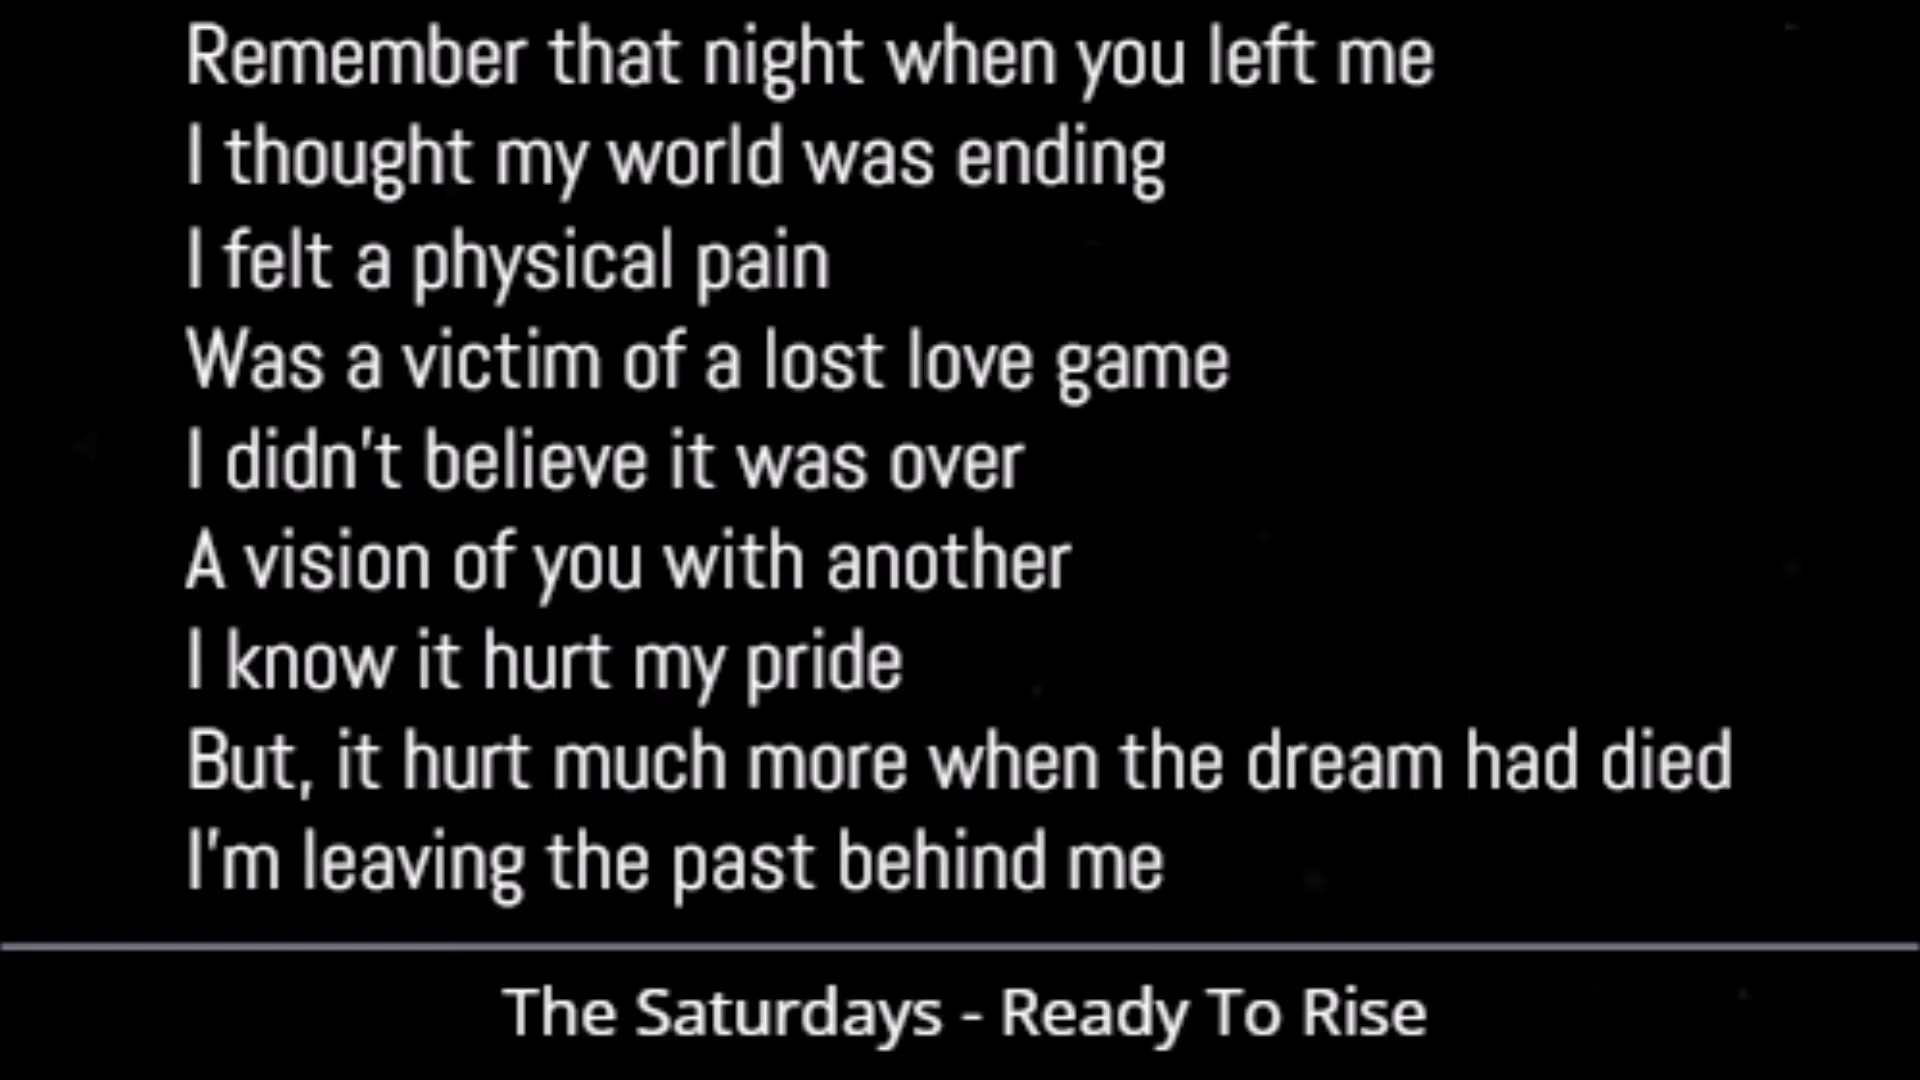 Remember that night when you left me
I thought my world was ending
I felt a physical pain
Was a victim of a lost love game
I didn't believe it was over
A vision of you with another
I know it hurt my pride
But, it hurt much more when the dream had died
I'm leaving the past behind me
The Saturdays - Ready To Rise